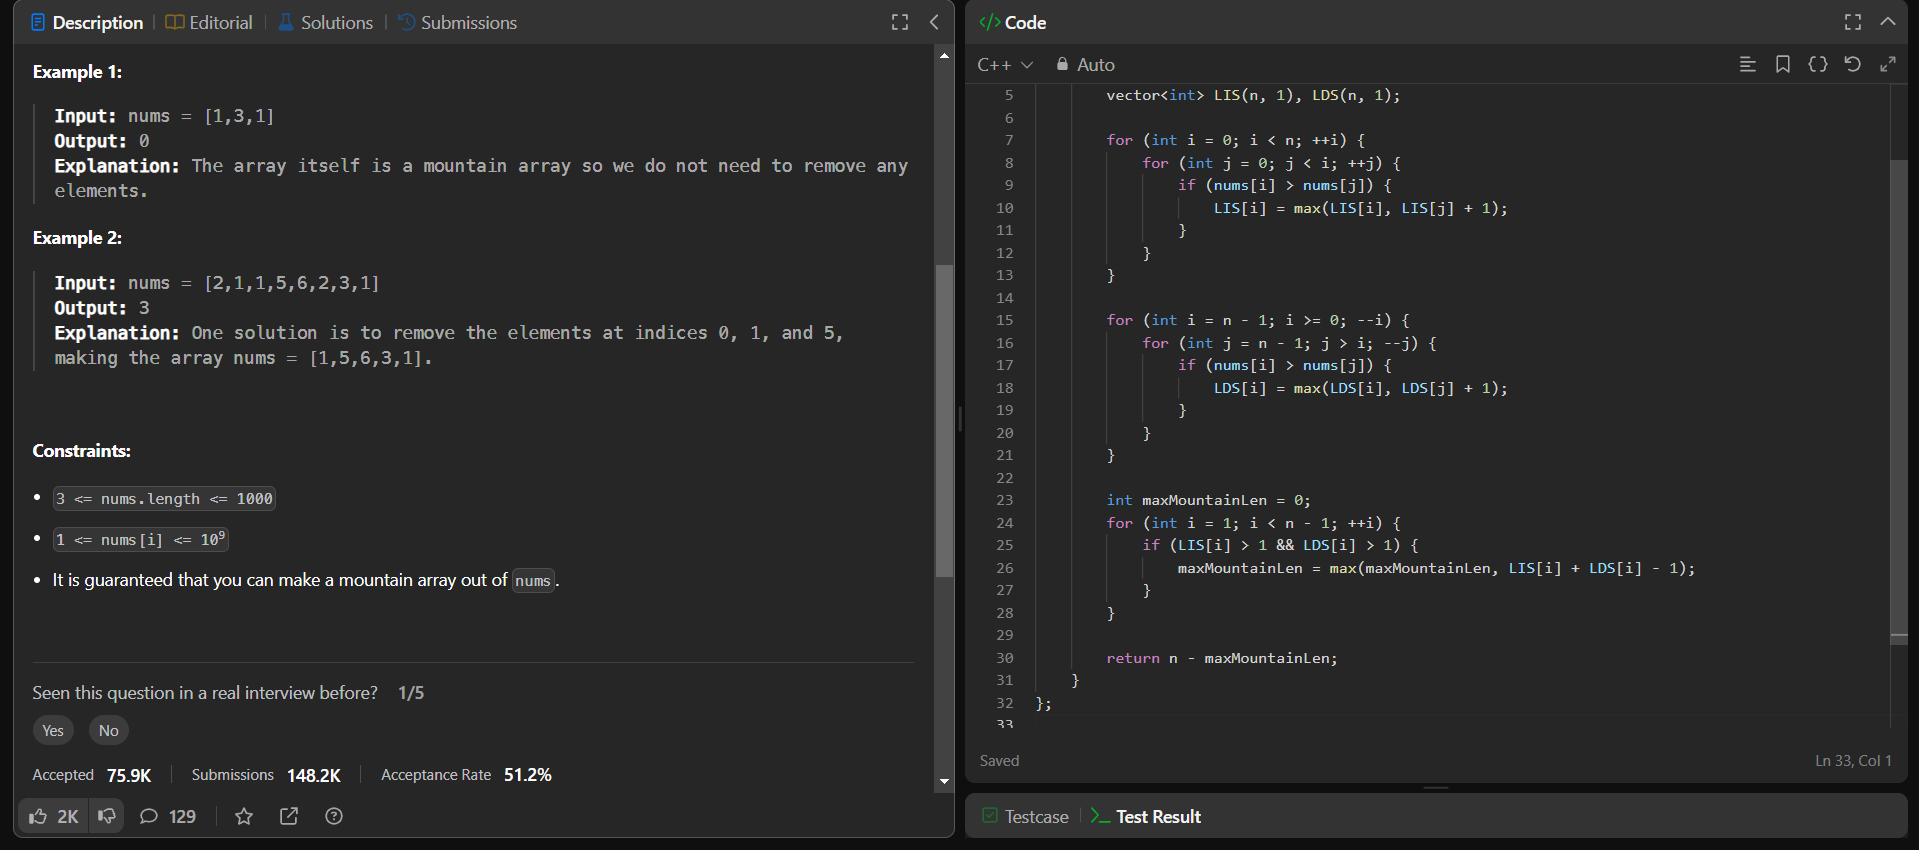 Description
Editorial
Solutions
Submissions
Example 1:
Input: nums = [1,3,1]
Output: 0
Explanation: The array itself is a mountain array so we do not need to remove any
elements.
Example 2:
Input: nums = [2,1,1,5,6,2,3,1]
Output: 3
Explanation: One solution is to remove the elements at indices 0, 1, and 5,
making the array nums = [1,5,6,3,1].
Constraints:
• 3 <= nums.length <= 1000
• 1 <= nums[i] <= 10⁹
• It is guaranteed that you can make a mountain array out of nums.
Seen this question in a real interview before? 1/5
Yes No
Accepted 75.9K Submissions 148.2K Acceptance Rate 51.2%
2K 129
</> Code
C++ Auto
5 vector<int> LIS(n, 1), LDS(n, 1);
6
7 for (int i = 0; i < n; ++i) {
8 for (int j = 0; j < i; ++j) {
9 if (nums[i] > nums[j]) {
10 LIS[i] = max(LIS[i], LIS[j] + 1);
11 }
12 }
13 }
14
15 for (int i = n - 1; i >= 0; --i) {
16 for (int j = n - 1; j > i; --j) {
17 if (nums[i] > nums[j]) {
18 LDS[i] = max(LDS[i], LDS[j] + 1);
19 }
20 }
21 }
22
23 int maxMountainLen = 0;
24 for (int i = 1; i < n - 1; ++i) {
25 if (LIS[i] > 1 && LDS[i] > 1) {
26 maxMountainLen = max(maxMountainLen, LIS[i] + LDS[i] - 1);
27 }
28 }
29
30 return n - maxMountainLen;
31 }
32 };
33
Saved Ln 33, Col 1
Testcase
Test Result